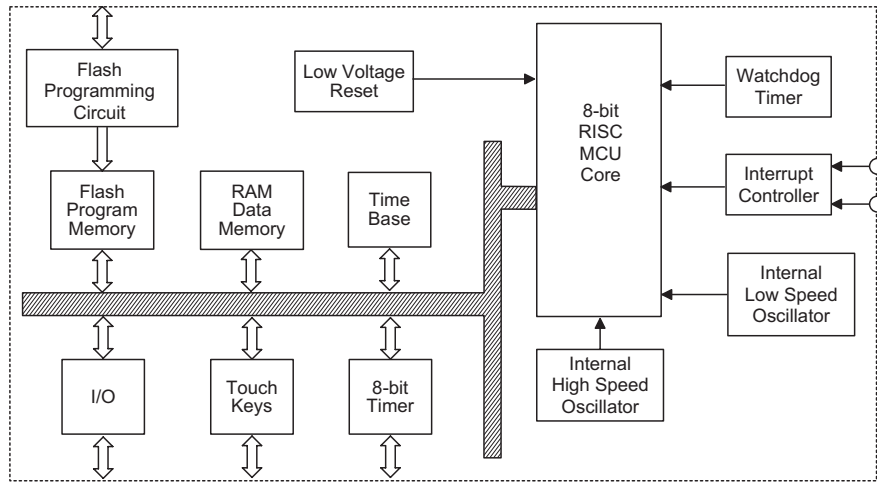 Flash
Programming
Circuit
Low Voltage
Reset
8-bit
RISC
MCU
Core
Watchdog
Timer
Flash
Program
Memory
RAM
Data
Memory
Time
Base
Interrupt
Controller
Internal
Low Speed
Oscillator
I/O
Touch
Keys
8-bit
Timer
Internal
High Speed
Oscillator